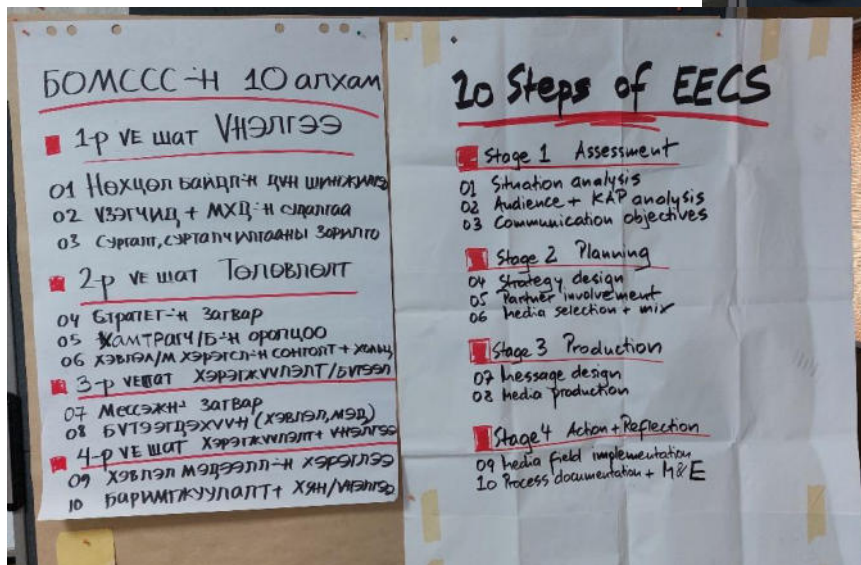 БОМССС-Н 10 алхам
1-р ҮЕ шат ҮНЭЛГЭЭ
01 Нөхцөл байдл-н дүн шинжилгээ
02 Үзэгчид + МХД-н судалгаа
03 Сургалт, сурталчилгааны зорилго
2-р ҮЕ шат Төлөвлөлт
04 Стратег-н загвар
05 Хамтрагч/б-н оролцоо
06 Хэвлэл/м хэрэгсл-н сонголт + хольц
3-р ҮЕ шат Хэрэгжүүлэлт/бүтээл
07 Мессэжн загвар
08 Бүтээгдэхүүн (хэвлэл, мэд)
4-р ҮЕ шат Хэрэгжүүлэлт + үнэлгээ
09 Хэвлэл мэдээлл-н хэрэглээ
10 Баримтжуулалт + хян/үнэлгээ
10 Steps of EECS
Stage 1 Assessment
01 Situation analysis
02 Audience + KAP analysis
03 Communication objectives
Stage 2 Planning
04 Strategy design
05 Partner involvement
06 Media selection + mix
Stage 3 Production
07 Message design
08 Media production
Stage 4 Action + Reflection
09 Media field implementation
10 Process documentation + M&E